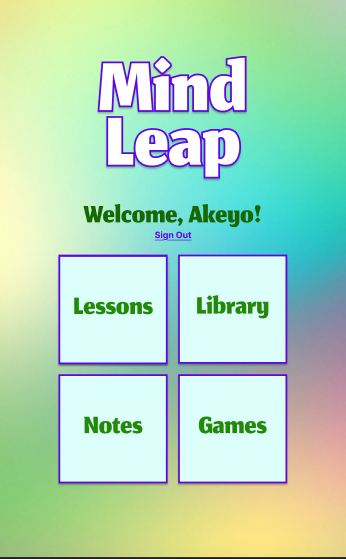 Mind
Leap
Welcome, Akeyo!
Sign Out
Lessons
Library
Notes
Games